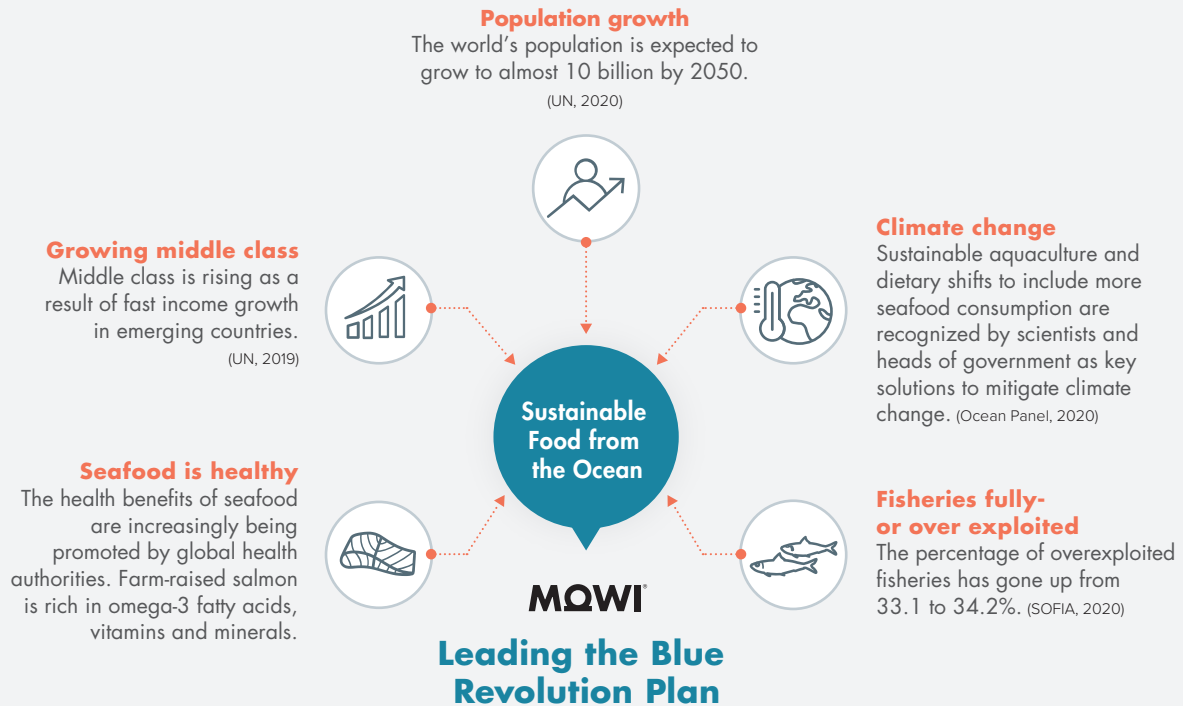 Population growth
The world's population is expected to
grow to almost 10 billion by 2050.
(UN, 2020)
Growing middle class
Middle class is rising as a
result of fast income growth
in emerging countries.
(UN, 2019)
Climate change
Sustainable aquaculture and
dietary shifts to include more
seafood consumption are
recognized by scientists and
heads of government as key
solutions to mitigate climate
change. (Ocean Panel, 2020)
Sustainable
Food from
the Ocean
Seafood is healthy
The health benefits of seafood
are increasingly being
promoted by global health
authorities. Farm-raised salmon
is rich in omega-3 fatty acids,
vitamins and minerals.
Fisheries fully-
or over exploited
The percentage of overexploited
fisheries has gone up from
33.1 to 34.2%. (SOFIA, 2020)
MOWI®
Leading the Blue
Revolution Plan